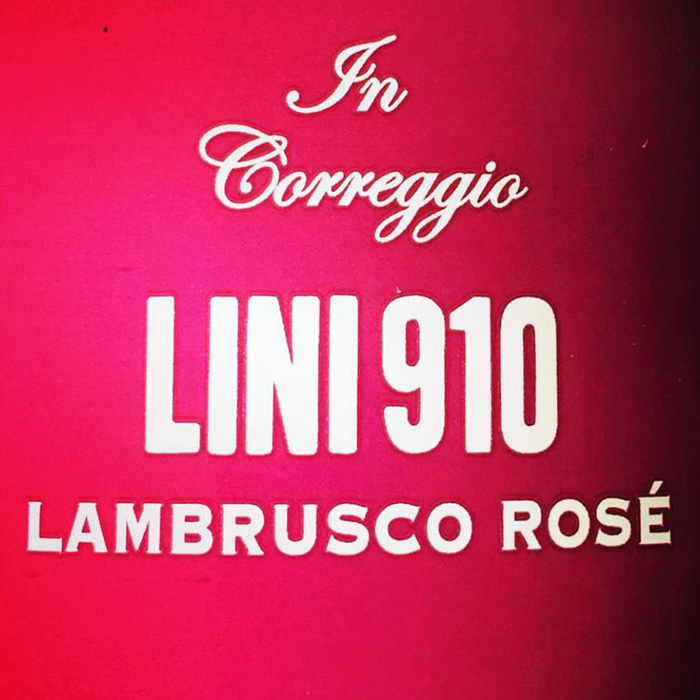 In
Correggio
LINI 910
LAMBRUSCO ROSÉ